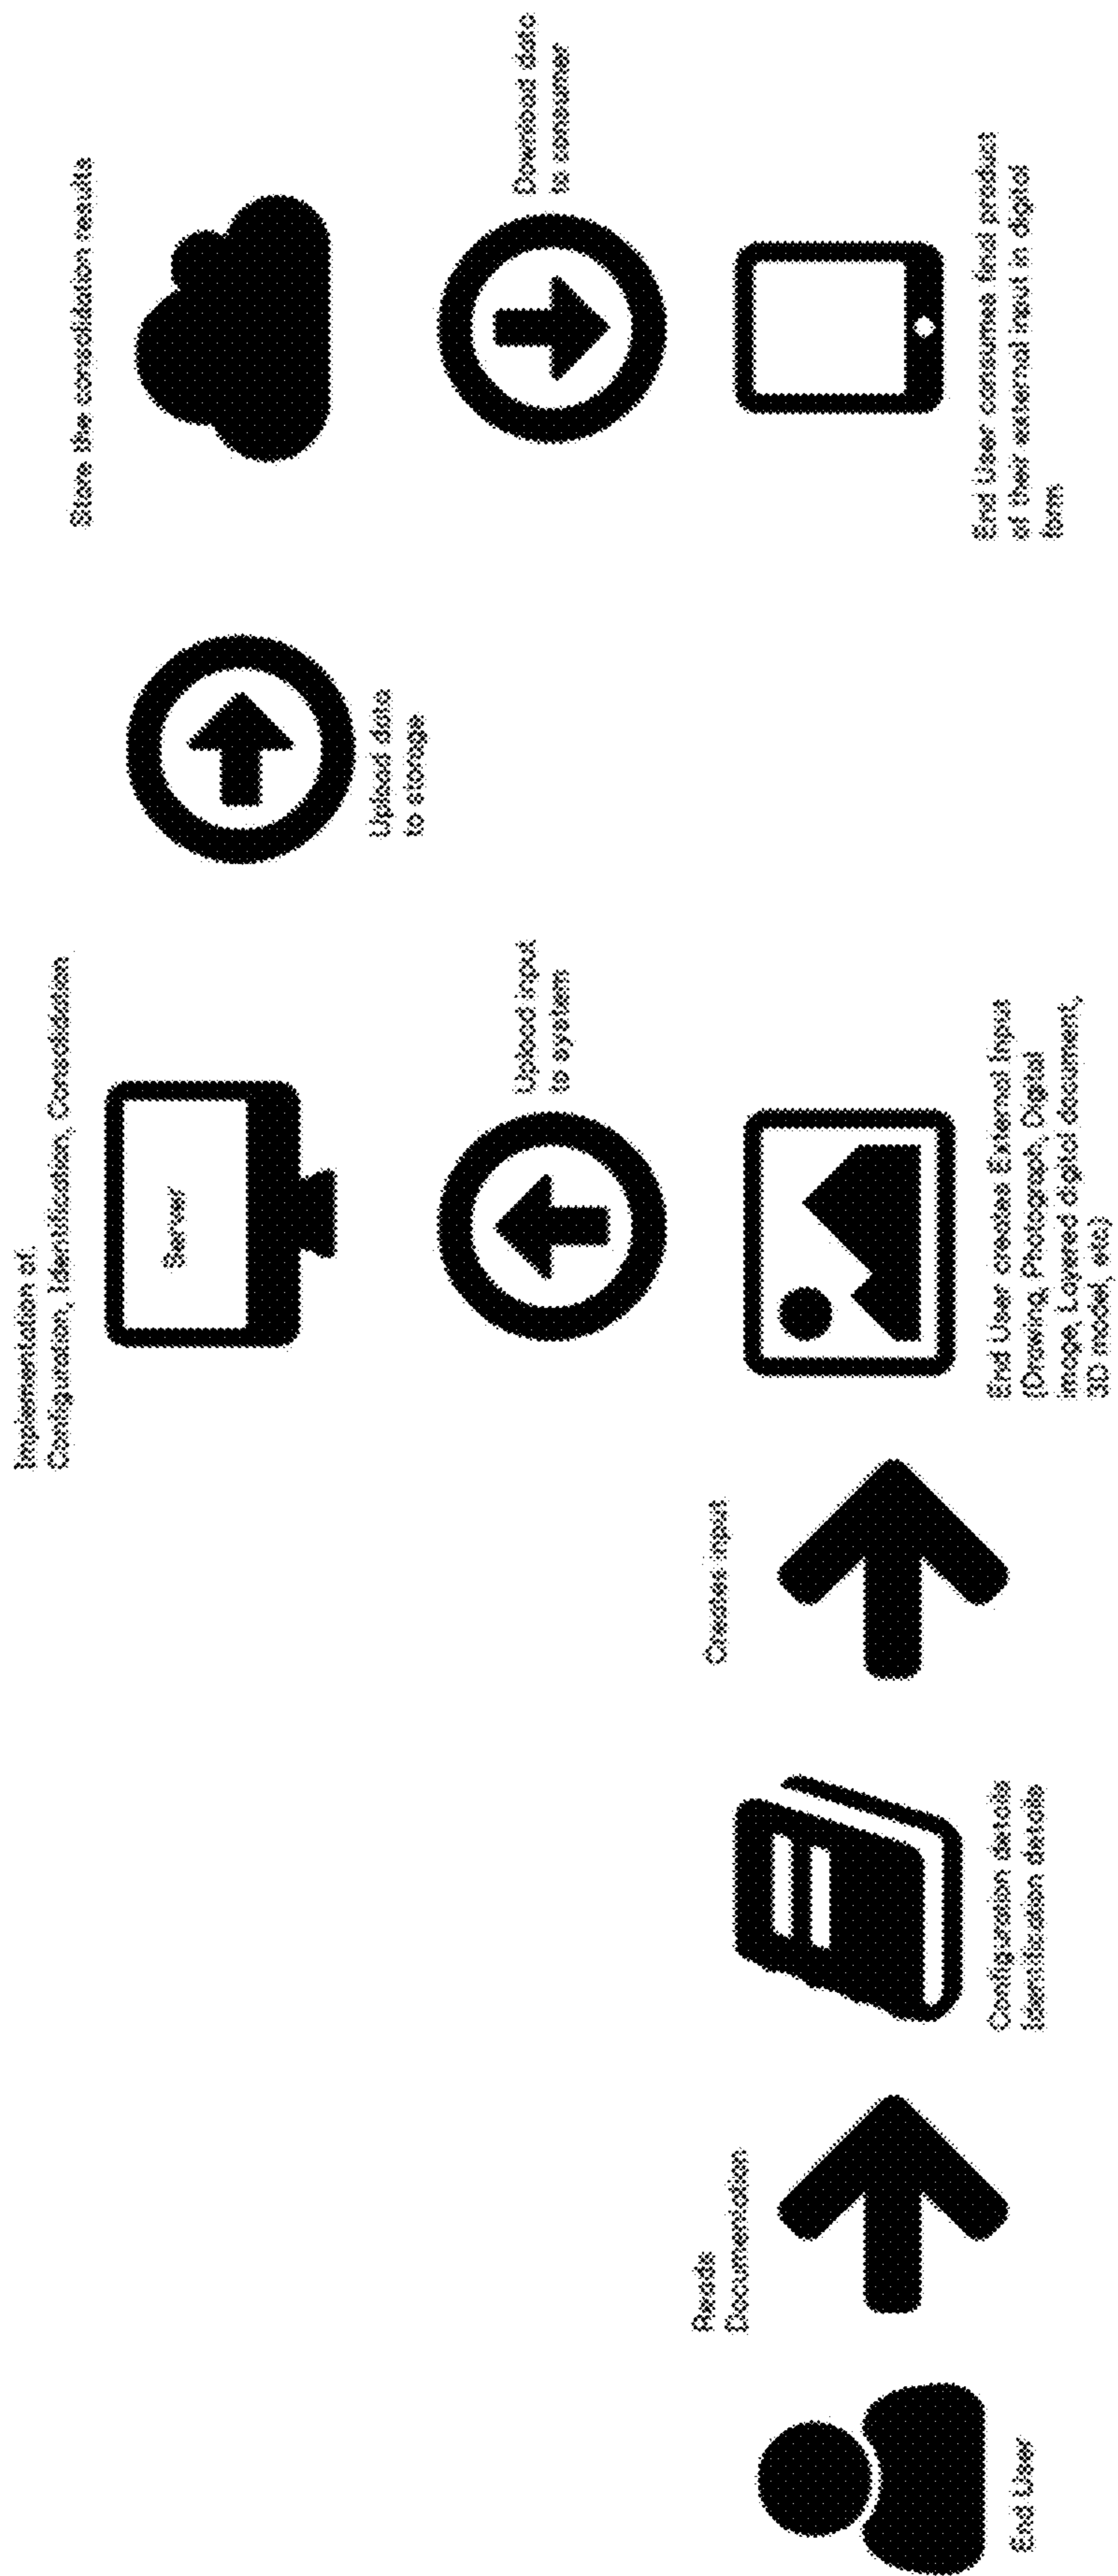 End User
Reads
Documentation
Configuration details
Identification details
Creates input
End User creates External Input
(Drawing, Photograph, Digital
image, Layered digital document,
3D model, etc)
Upload input
to system
Implementation of:
Configuration, Identification, Consolidation
Server
Upload data
to storage
Store the consolidation results
Download data
to consumer
End User consumes final product
of their external input in digital
form